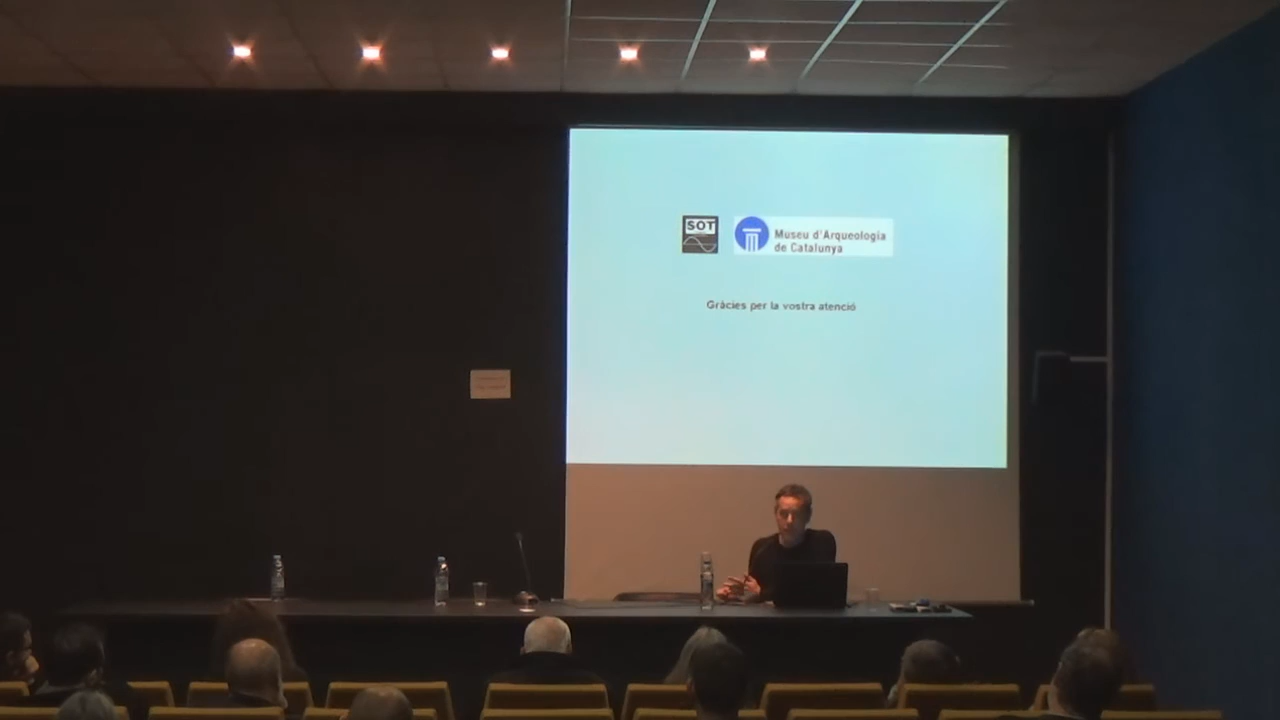 SOT
Museu d'Arqueologia
de Catalunya
Gràcies per la vostra atenció